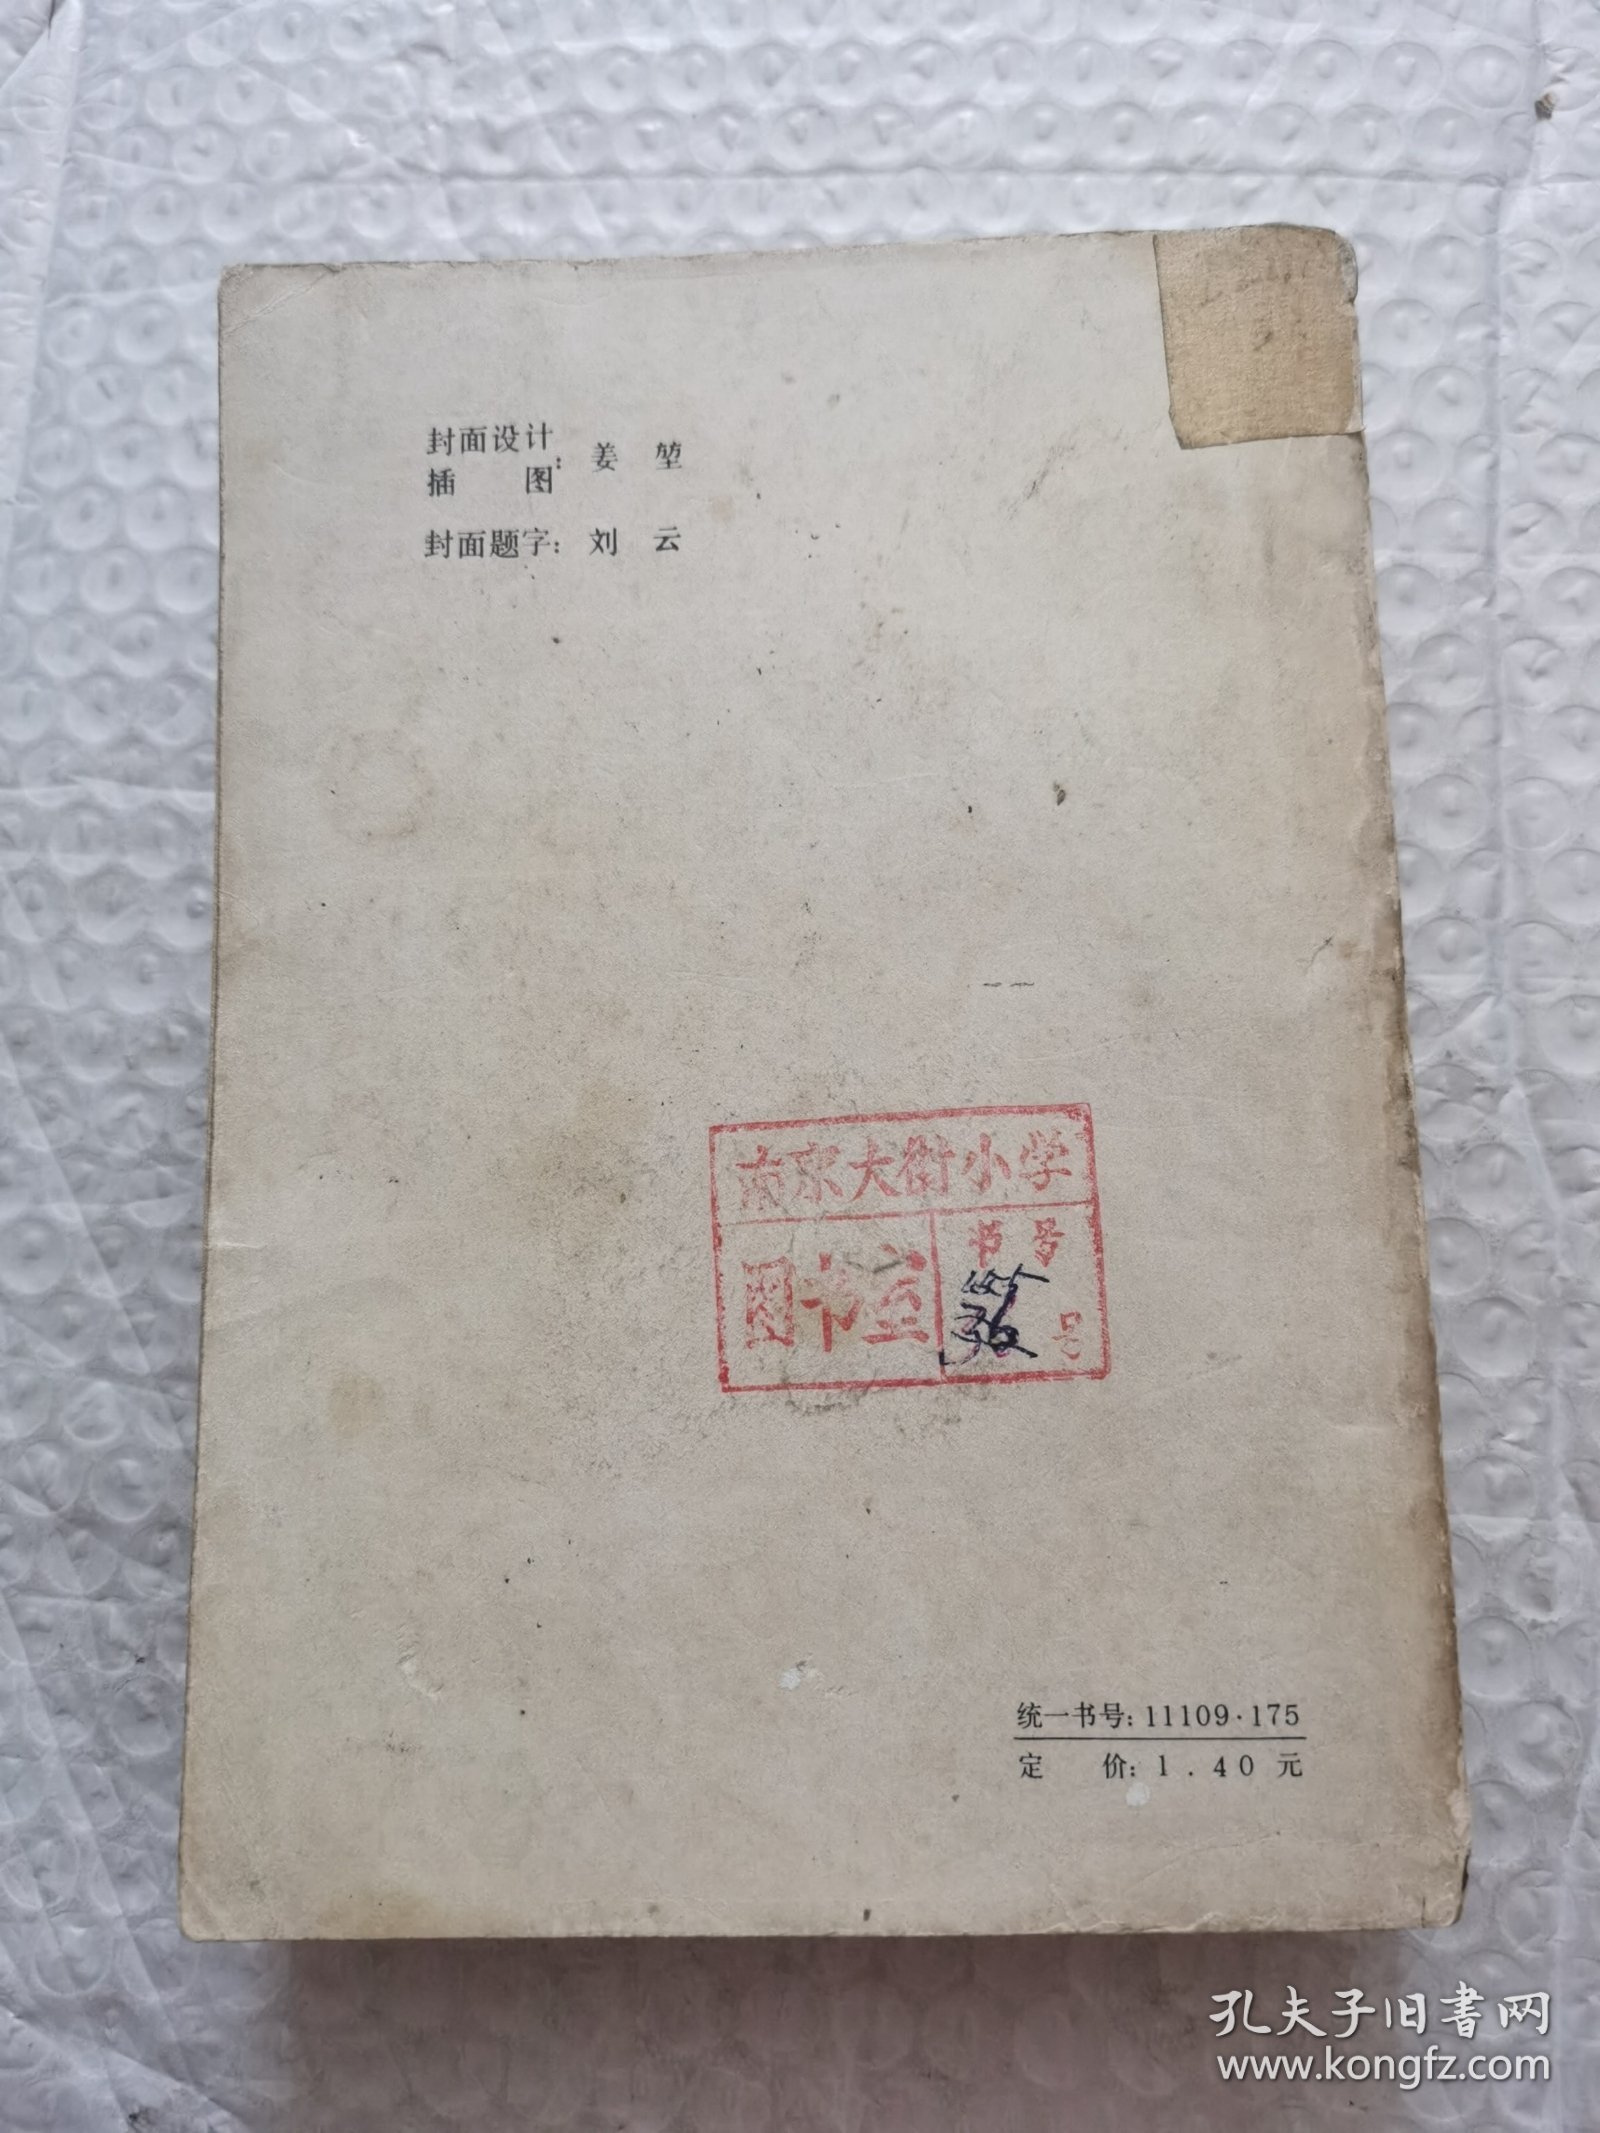 封面设计
插 图 : 姜 堃
封面题字: 刘 云
南京大街小学
图书室
书号
号
统一书号: 11109·175
定 价: 1.40 元
孔夫子旧书网
www.kongfz.com